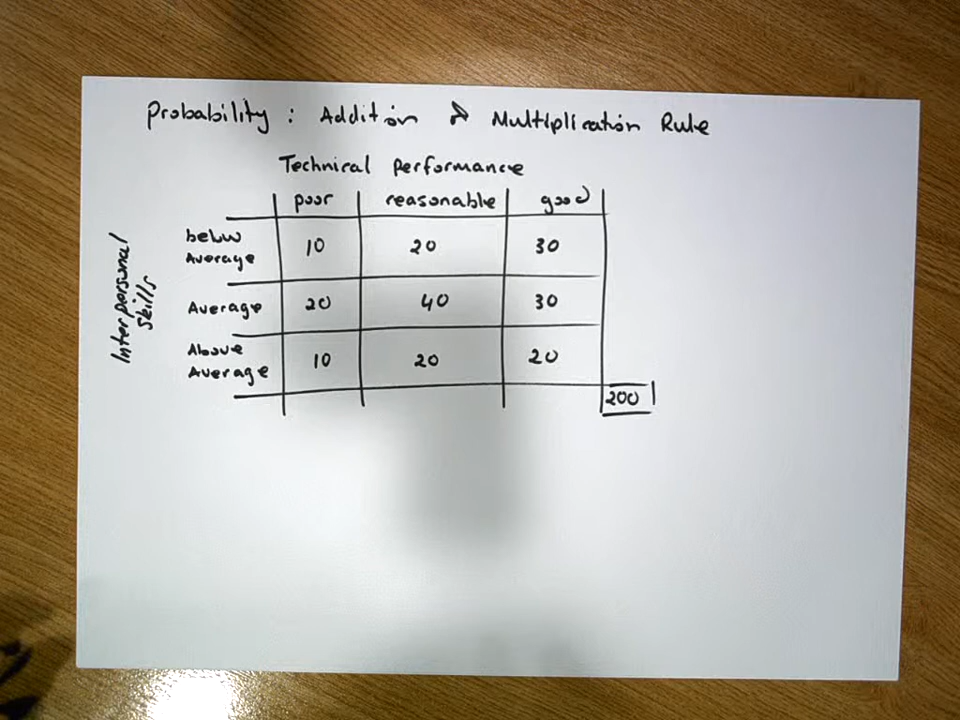 Probability : Addition & Multiplication Rule
Technical Performance
poor reasonable good
Interpersonal
Skills
below
Average 10 20 30
Average 20 40 30
Above
Average 10 20 20
200